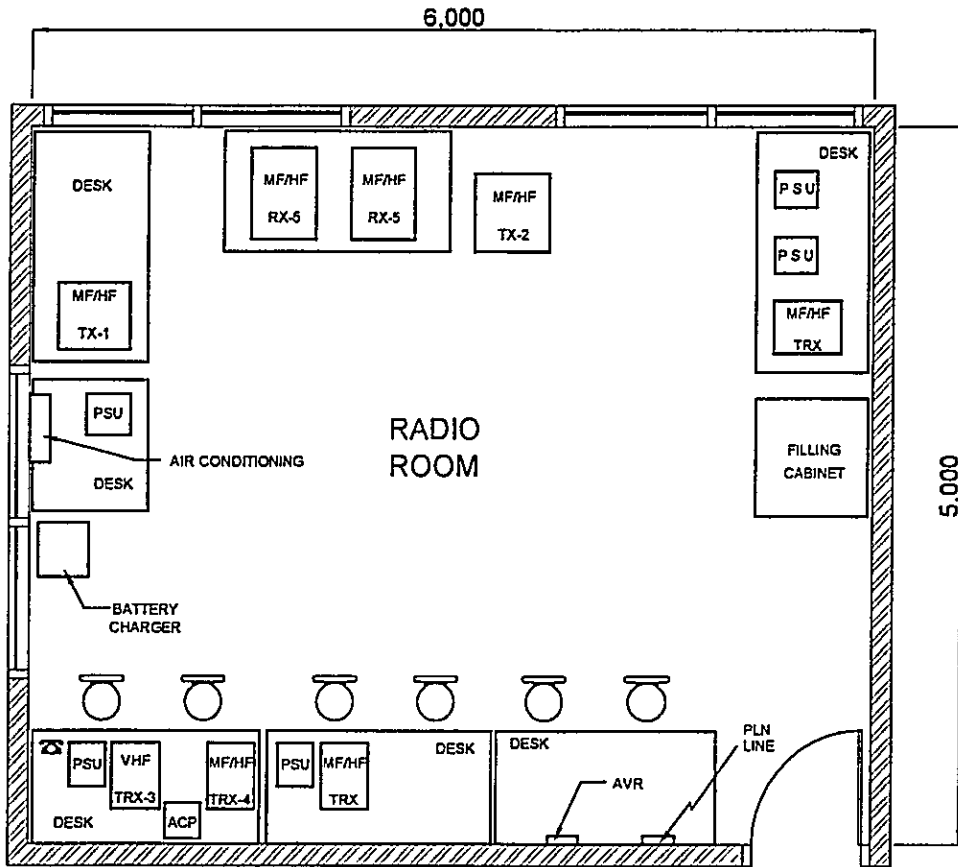 6,000
DESK
MF/HF
RX-5
MF/HF
RX-5
MF/HF
TX-2
DESK
PSU
PSU
MF/HF
TRX
MF/HF
TX-1
PSU
AIR CONDITIONING
DESK
RADIO
ROOM
FILLING
CABINET
5,000
BATTERY
CHARGER
PSU
VHF
TRX-3
MF/HF
TRX-4
DESK
ACP
PSU
MF/HF
TRX
DESK
DESK
AVR
PLN
LINE